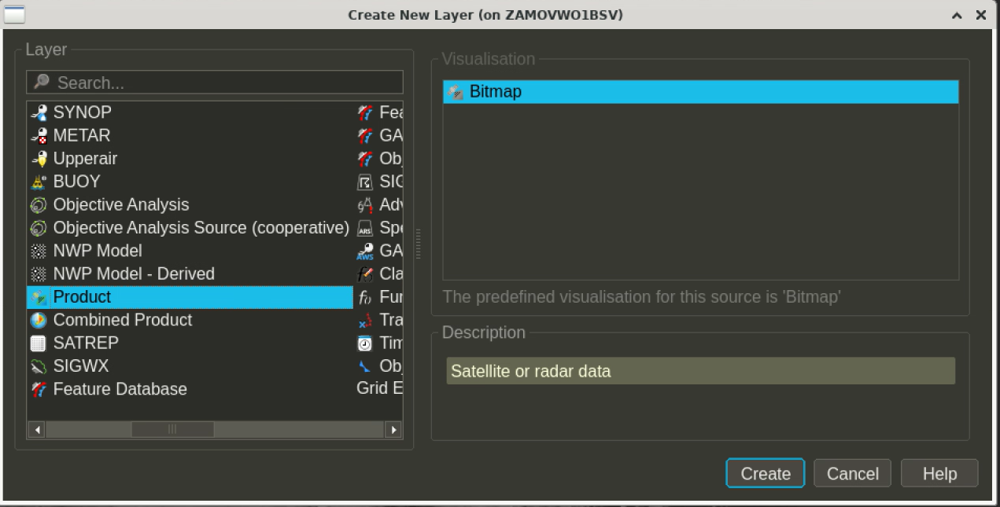 Create New Layer (on ZAMOVWO1BSV)
Layer
Search...
SYNOP
METAR
Upperair
BUOY
Objective Analysis
Objective Analysis Source (cooperative)
NWP Model
NWP Model - Derived
Product
Combined Product
SATREP
SIGWX
Feature Database
Fea
GA
Obj
SIG
Adv
Spe
ARS
GA
AWS
Cla
Fun
Tra
Tim
Obj
Grid E
Visualisation
Bitmap
The predefined visualisation for this source is 'Bitmap'
Description
Satellite or radar data
Create
Cancel
Help